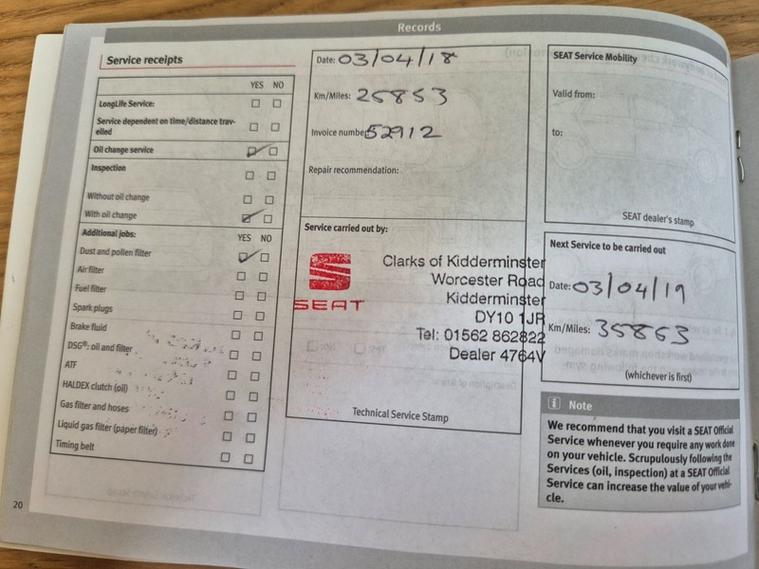 Records
Service receipts
YES NO
LongLife Service:
Service dependent on time/distance trav-
elled
Oil change service
Inspection
Without oil change
With oil change
Additional jobs: YES NO
Dust and pollen filter
Air filter
Fuel filter
Spark plugs
Brake fluid
DSG®: oil and filter
ATF
HALDEX clutch (oil)
Gas filter and hoses
Liquid gas filter (paper filter)
Timing belt
Date: 03/04/18
Km/Miles: 25853
Invoice number 52912
Repair recommendation:
Service carried out by:
SEAT
Clarks of Kidderminster
Worcester Road
Kidderminster
DY10 1JR
Tel: 01562 862822
Dealer 4764V
Technical Service Stamp
SEAT Service Mobility
Valid from:
to:
SEAT dealer's stamp
Next Service to be carried out
Date: 03/04/19
Km/Miles: 35853
(whichever is first)
i Note
We recommend that you visit a SEAT Official
Service whenever you require any work done
on your vehicle. Scrupulously following the
Services (oil, inspection) at a SEAT Official
Service can increase the value of your vehi-
cle.
20